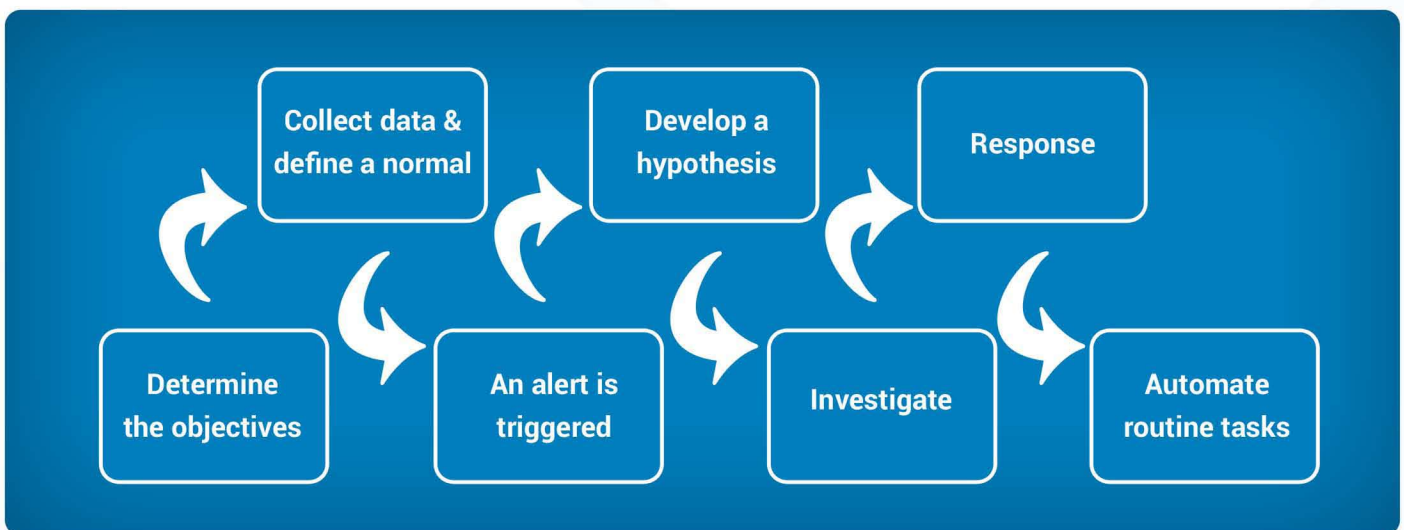 Determine
the objectives
Collect data &
define a normal
An alert is
triggered
Develop a
hypothesis
Investigate
Response
Automate
routine tasks